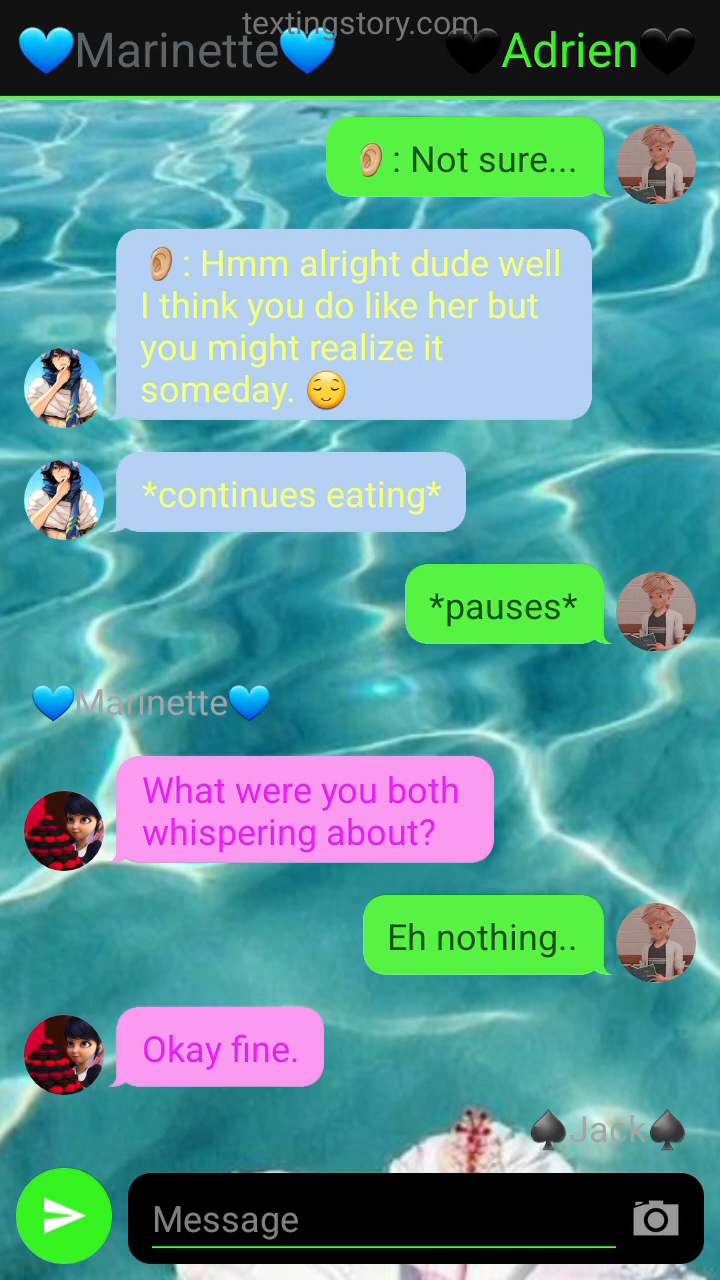 textingstory.com
💙Marinette💙 🖤Adrien🖤
👂: Not sure...
👂: Hmm alright dude well
I think you do like her but
you might realize it
someday. 😌
*continues eating*
*pauses*
💙Marinette💙
What were you both
whispering about?
Eh nothing..
Okay fine.
♠️Jack♠️
Message